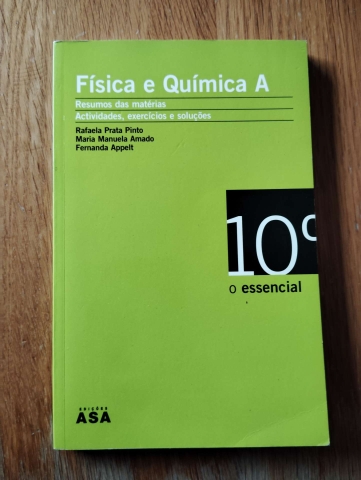 Física e Química A
Resumos das matérias
Actividades, exercícios e soluções
Rafaela Prata Pinto
Maria Manuela Amado
Fernanda Appelt
10º
o essencial
EDIÇÕES
ASA